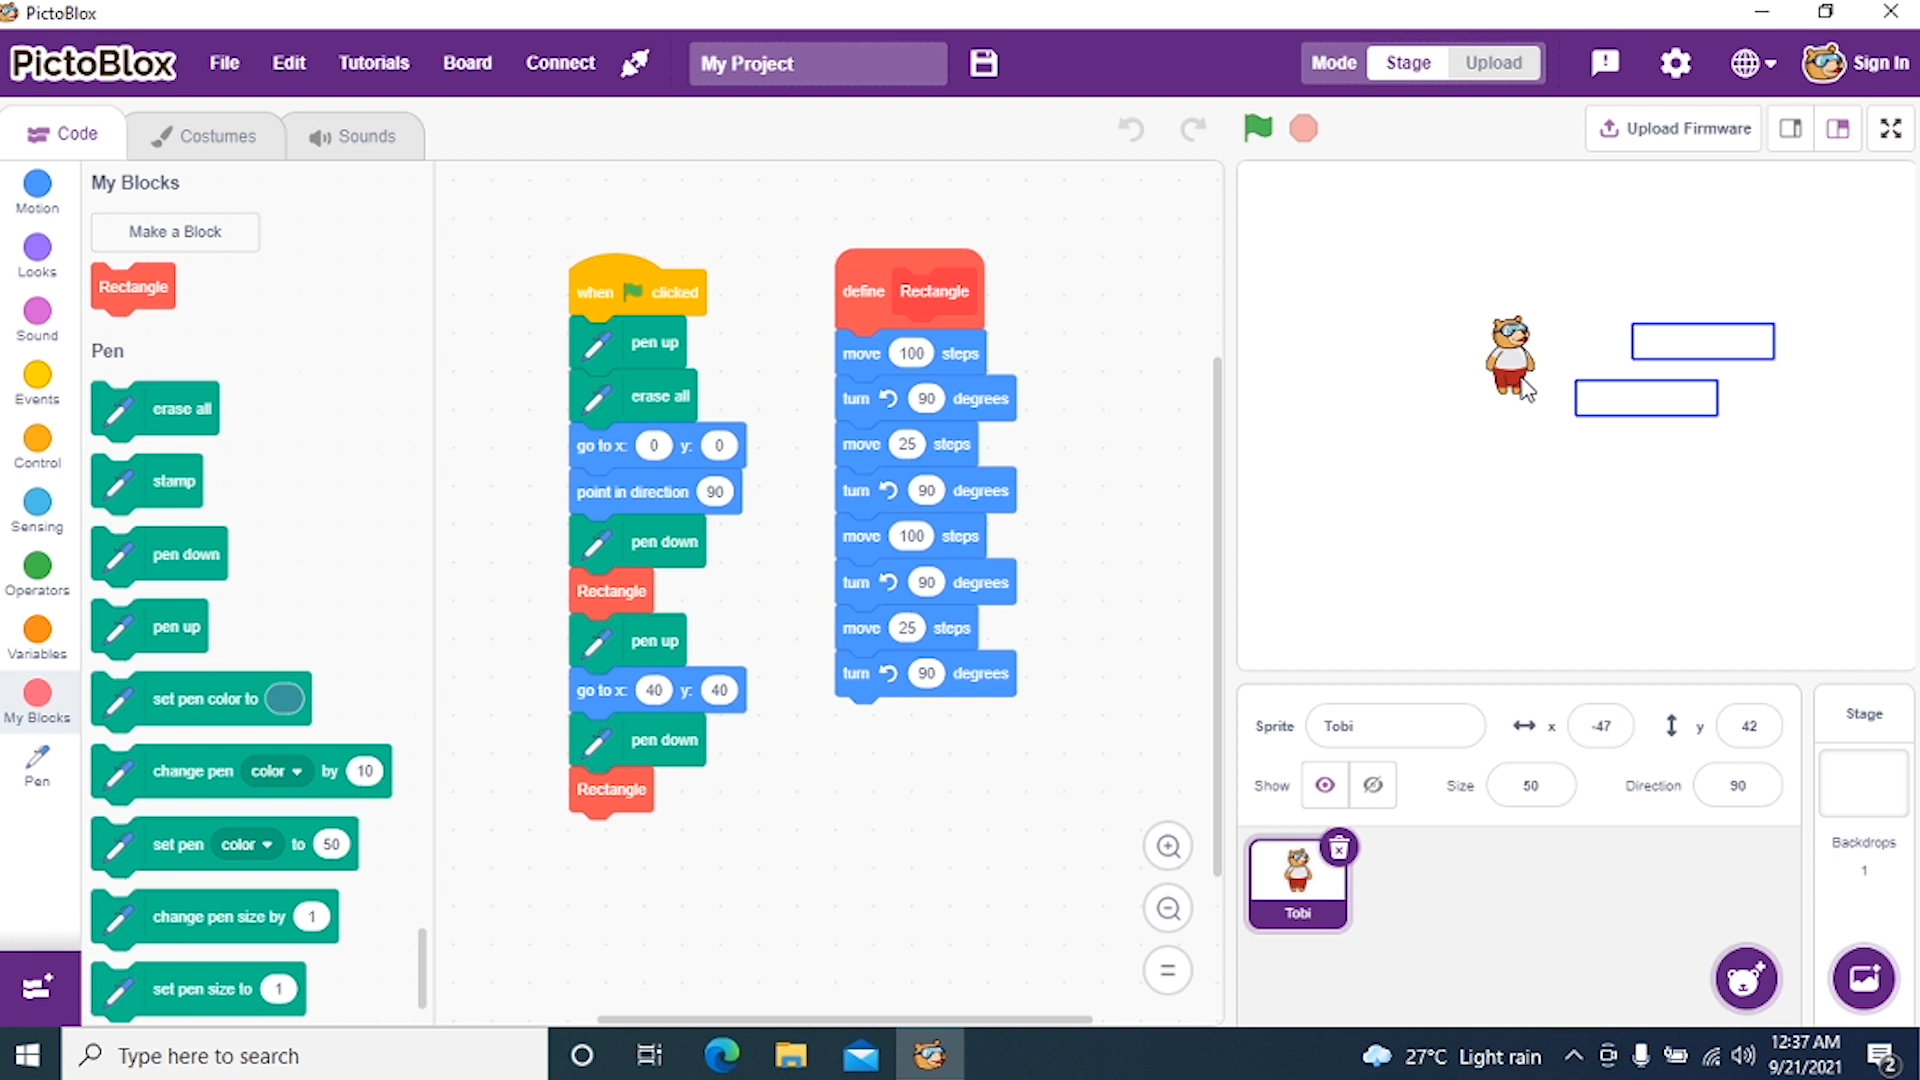 PictoBlox
PictoBlox File Edit Tutorials Board Connect My Project Mode Stage Upload Sign In
Code Costumes Sounds Upload Firmware
Motion
Looks
Sound
Events
Control
Sensing
Operators
Variables
My Blocks
Pen
My Blocks
Make a Block
Rectangle
Pen
erase all
stamp
pen down
pen up
set pen color to
change pen color by 10
set pen color to 50
change pen size by 1
set pen size to 1
when clicked
pen up
erase all
go to x: 0 y: 0
point in direction 90
pen down
Rectangle
pen up
go to x: 40 y: 40
pen down
Rectangle
define Rectangle
move 100 steps
turn 90 degrees
move 25 steps
turn 90 degrees
move 100 steps
turn 90 degrees
move 25 steps
turn 90 degrees
Sprite Tobi x -47 y 42
Show Size 50 Direction 90
Tobi
Stage
Backdrops
1
Type here to search
27°C Light rain
12:37 AM
9/21/2021
2